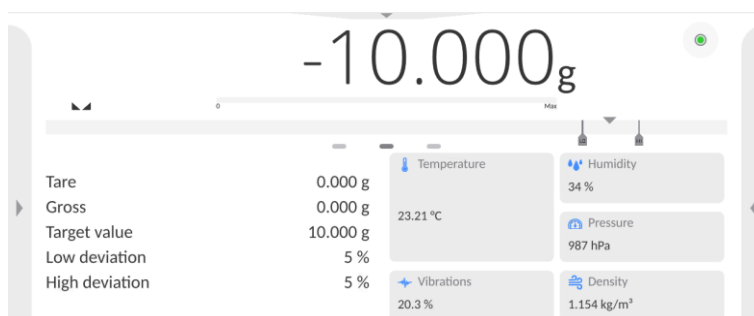 -10.000g
0 Max
Tare 0.000 g
Gross 0.000 g
Target value 10.000 g
Low deviation 5 %
High deviation 5 %
Temperature
23.21 °C
Humidity
34 %
Pressure
987 hPa
Vibrations
20.3 %
Density
1.154 kg/m³